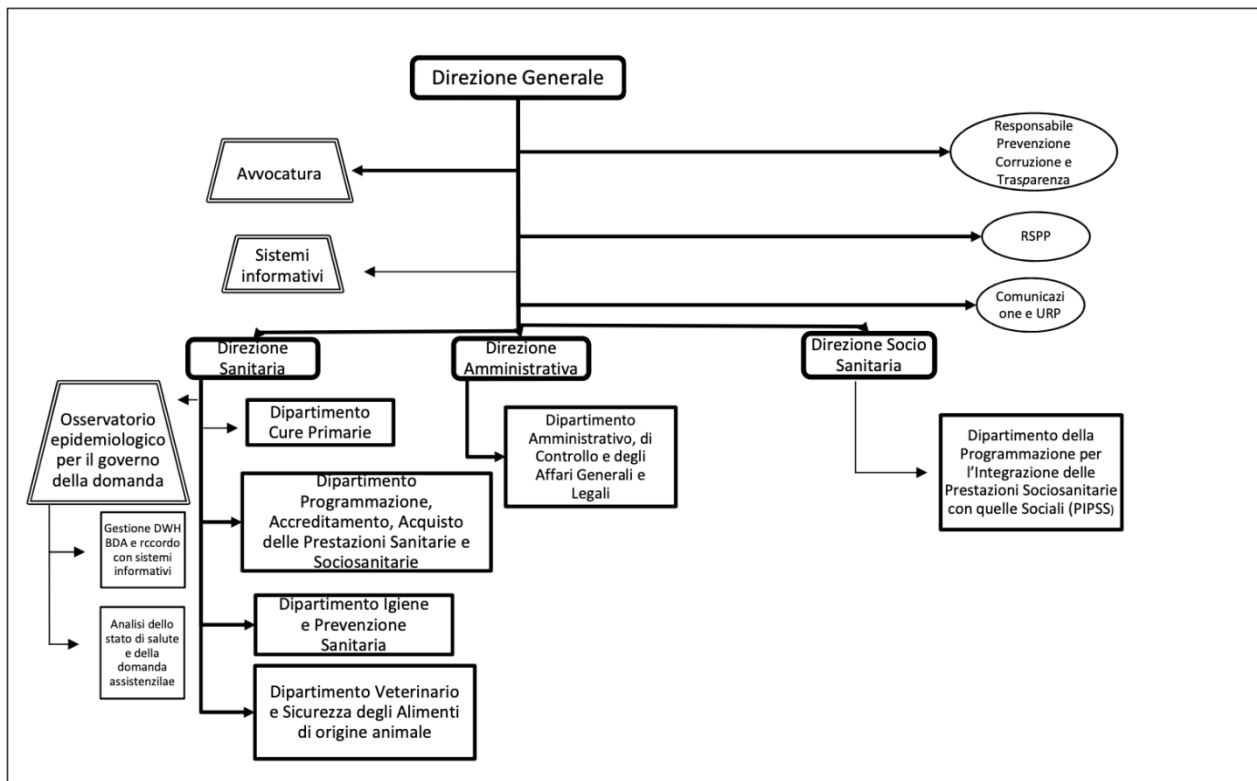 Direzione Generale
Responsabile
Prevenzione
Corruzione e
Trasparenza
Avvocatura
RSPP
Sistemi
informativi
Comunicazi
one e URP
Direzione
Sanitaria
Direzione
Amministrativa
Direzione Socio
Sanitaria
Osservatorio
epidemiologico
per il governo
della domanda
Dipartimento
Cure Primarie
Dipartimento
Amministrativo, di
Controllo e degli
Affari Generali e
Legali
Dipartimento della
Programmazione per
l’Integrazione delle
Prestazioni Sociosanitarie
con quelle Sociali (PIPSS)
Dipartimento
Programmazione,
Accreditamento, Acquisto
delle Prestazioni Sanitarie e
Sociosanitarie
Gestione DWH
BDA e rccordo
con sistemi
informativi
Dipartimento Igiene
e Prevenzione
Sanitaria
Analisi dello
stato di salute
e della
domanda
assistenzilae
Dipartimento Veterinario
e Sicurezza degli Alimenti
di origine animale